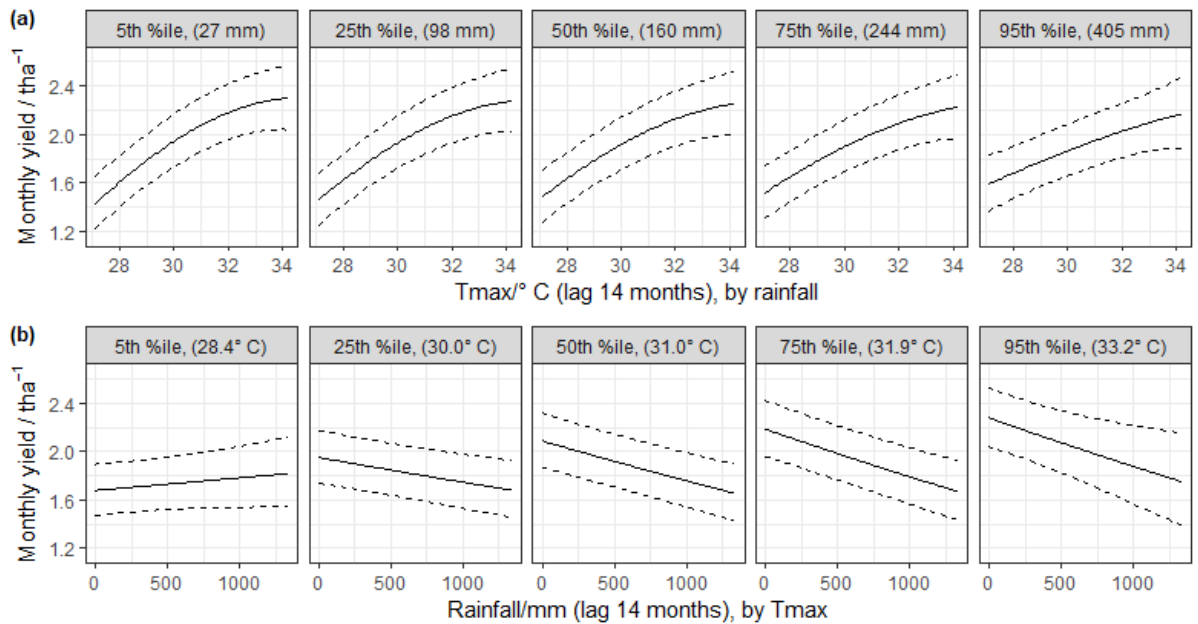 (a)
5th %ile, (27 mm) 25th %ile, (98 mm) 50th %ile, (160 mm) 75th %ile, (244 mm) 95th %ile, (405 mm)
Monthly yield / tha⁻¹
2.4
2.0
1.6
1.2
28 30 32 34 28 30 32 34 28 30 32 34 28 30 32 34 28 30 32 34
Tmax/° C (lag 14 months), by rainfall
(b)
5th %ile, (28.4° C) 25th %ile, (30.0° C) 50th %ile, (31.0° C) 75th %ile, (31.9° C) 95th %ile, (33.2° C)
Monthly yield / tha⁻¹
2.4
2.0
1.6
1.2
0 500 1000 0 500 1000 0 500 1000 0 500 1000 0 500 1000
Rainfall/mm (lag 14 months), by Tmax